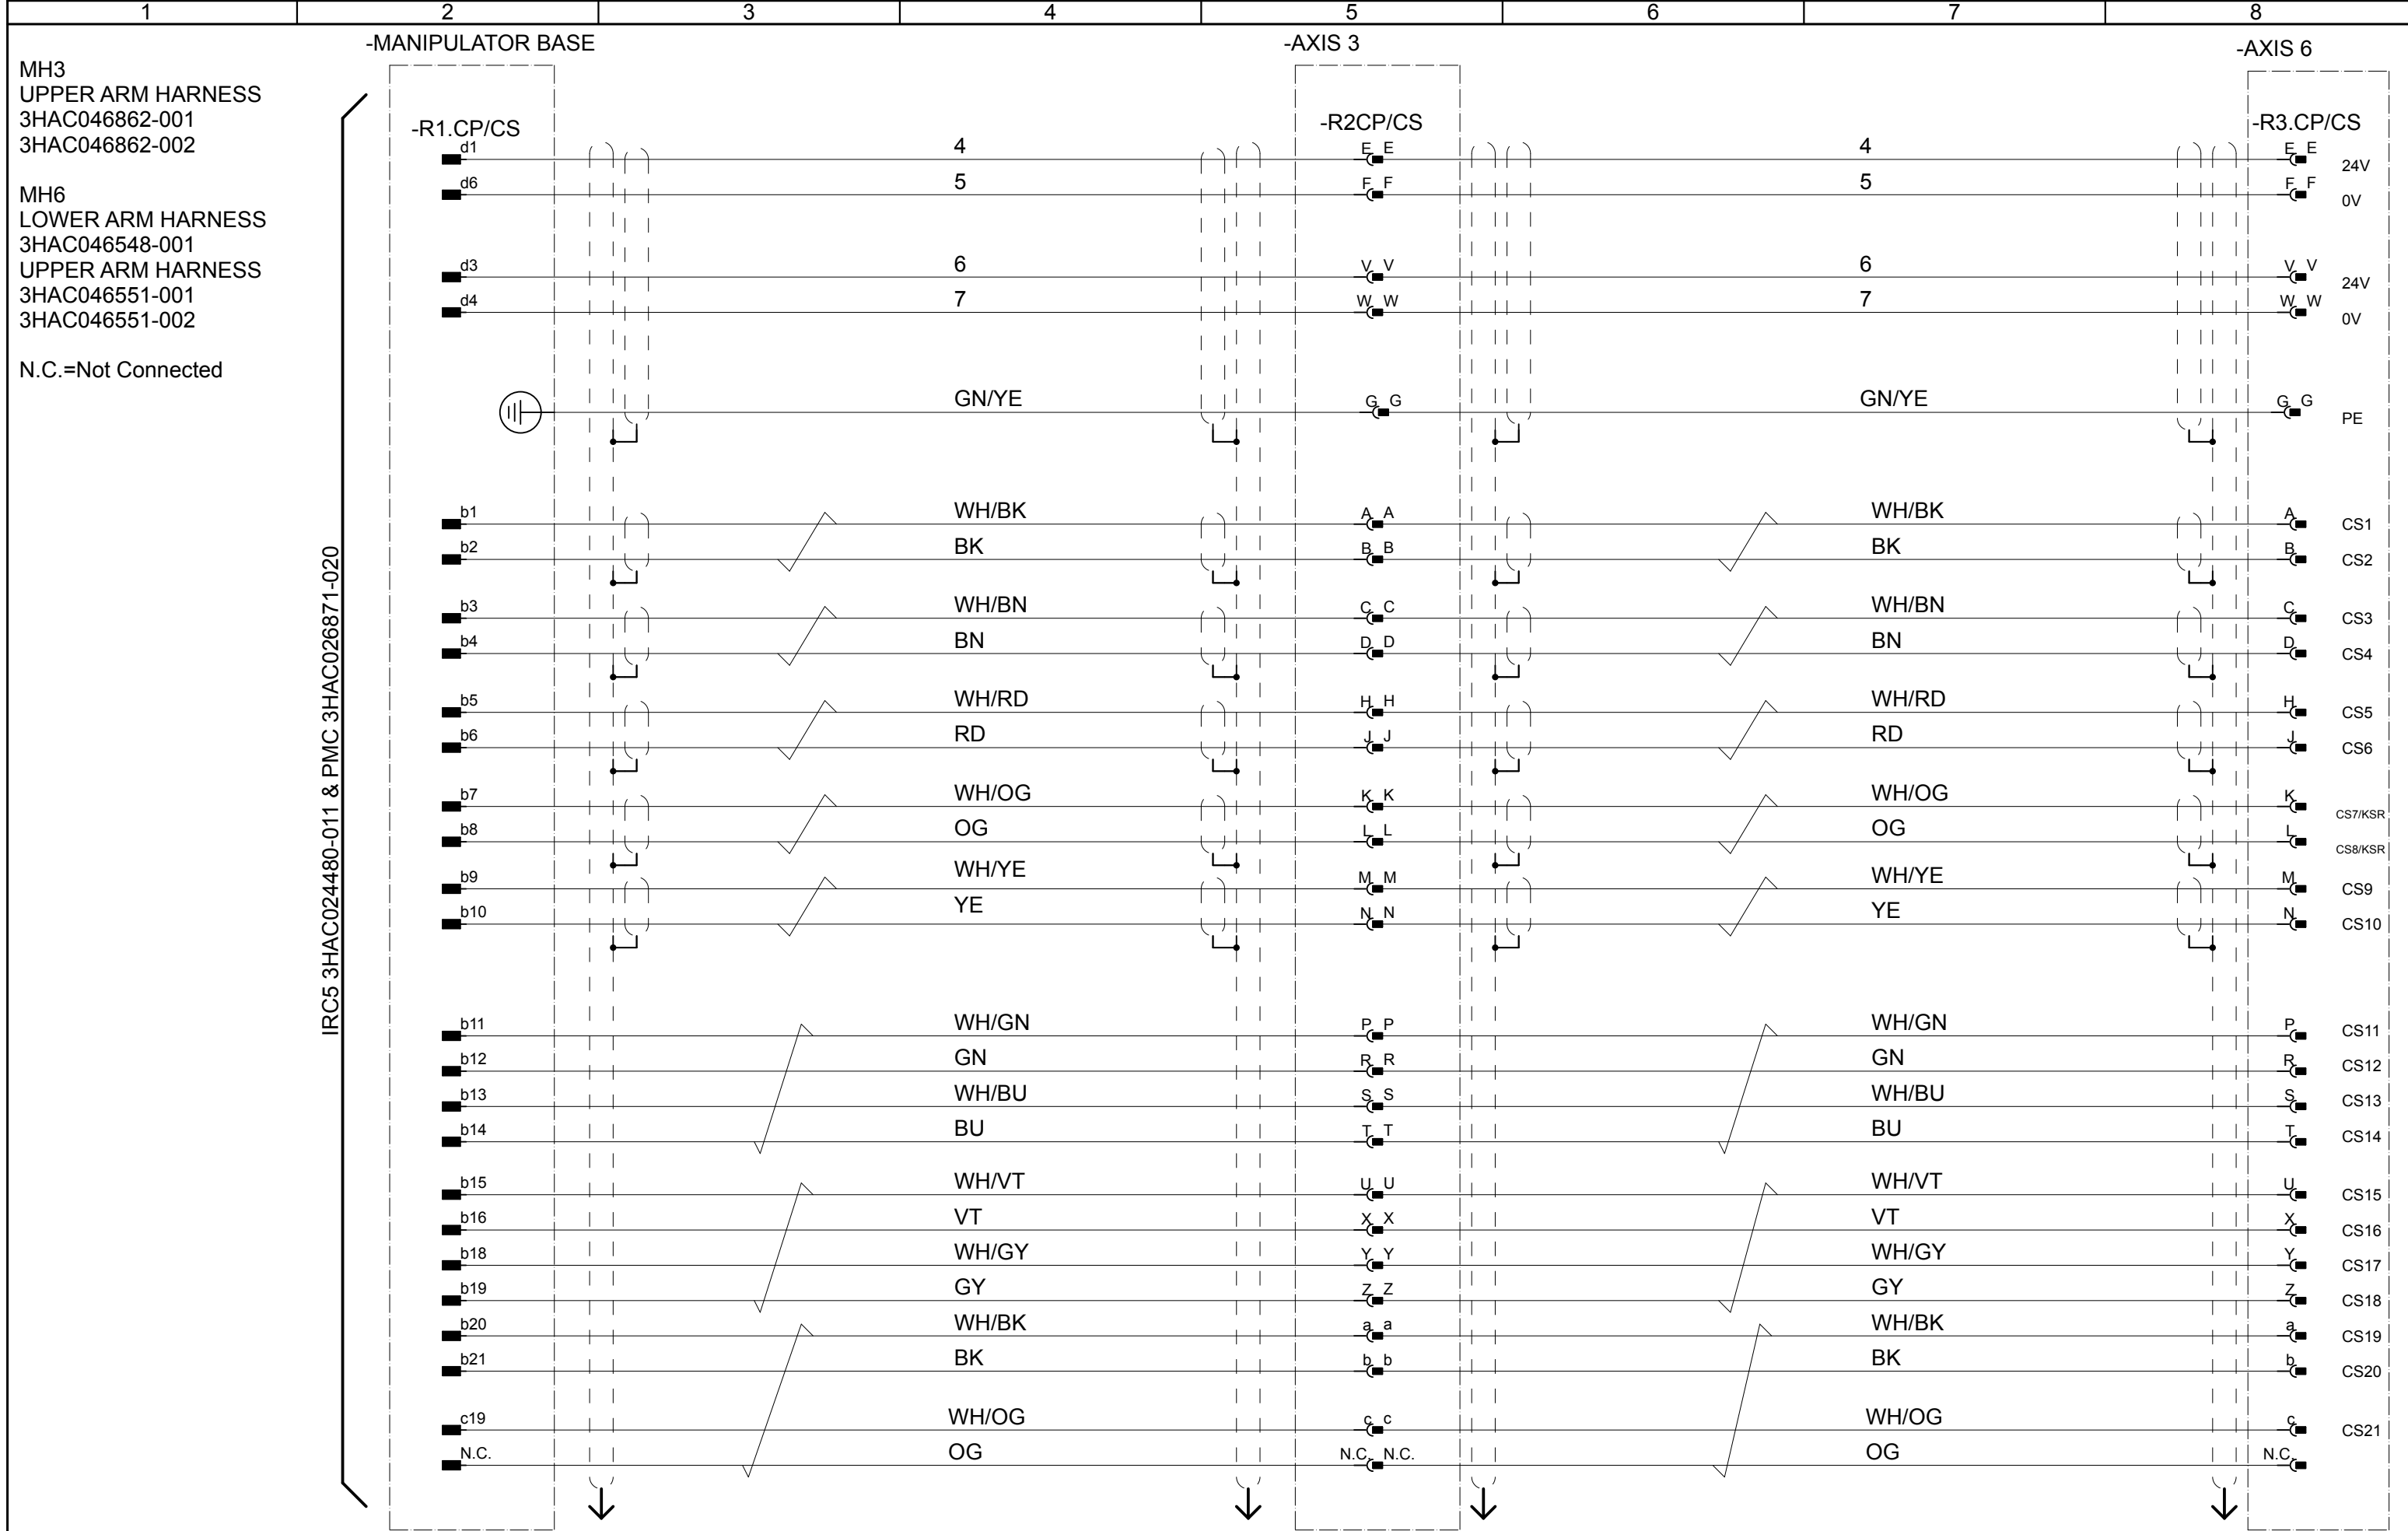 1 2 3 4 5 6 7 8
-MANIPULATOR BASE -AXIS 3 -AXIS 6
MH3
UPPER ARM HARNESS
3HAC046862-001
3HAC046862-002
MH6
LOWER ARM HARNESS
3HAC046548-001
UPPER ARM HARNESS
3HAC046551-001
3HAC046551-002
N.C.=Not Connected
IRC5 3HAC024480-011 & PMC 3HAC026871-020
-R1.CP/CS -R2CP/CS -R3.CP/CS
d1 4 E E 4 E E 24V
d6 5 F F 5 F F 0V
d3 6 V V 6 V V 24V
d4 7 W W 7 W W 0V
GN/YE G G GN/YE G G PE
b1 WH/BK A A WH/BK A CS1
b2 BK B B BK B CS2
b3 WH/BN C C WH/BN C CS3
b4 BN D D BN D CS4
b5 WH/RD H H WH/RD H CS5
b6 RD J J RD J CS6
b7 WH/OG K K WH/OG K CS7/KSR
b8 OG L L OG L CS8/KSR
b9 WH/YE M M WH/YE M CS9
b10 YE N N YE N CS10
b11 WH/GN P P WH/GN P CS11
b12 GN R R GN R CS12
b13 WH/BU S S WH/BU S CS13
b14 BU T T BU T CS14
b15 WH/VT U U WH/VT U CS15
b16 VT X X VT X CS16
b18 WH/GY Y Y WH/GY Y CS17
b19 GY Z Z GY Z CS18
b20 WH/BK a a WH/BK a CS19
b21 BK b b BK b CS20
c19 WH/OG c c WH/OG c CS21
N.C. OG N.C. N.C. OG N.C.